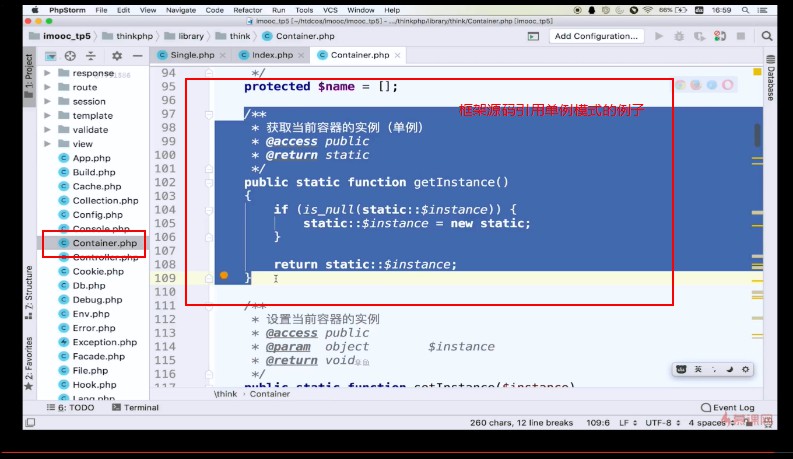 PhpStorm File Edit View Navigate Code Refactor Run Tools VCS Window Help 66% 16:59
imooc_tp5 [~/htdcoa/imooc/imooc_tp5] - .../thinkphp/library/think/Container.php [imooc_tp5]
imooc_tp5 thinkphp library think Container.php Add Configuration...
Single.php Index.php Container.php
1: Project
Database
response
route
session
template
validate
view
App.php
Build.php
Cache.php
Collection.php
Config.php
Console.php
Container.php
Controller.php
Cookie.php
Db.php
Debug.php
Env.php
Error.php
Exception.php
Facade.php
File.php
Hook.php
Lang.php
7: Structure
2: Favorites
94 */
95 protected $name = [];
96
97 /**
框架源码引用单例模式的例子
98 * 获取当前容器的实例（单例）
99 * @access public
100 * @return static
101 */
102 public static function getInstance()
103 {
104 if (is_null(static::$instance)) {
105 static::$instance = new static;
106 }
107
108 return static::$instance;
109 }
110
111 /**
112 * 设置当前容器的实例
113 * @access public
114 * @param object $instance
115 * @return void
116 */
117 public static function setInstance($instance)
英
\think › Container
6: TODO Terminal Event Log
260 chars, 12 line breaks 109:6 LF UTF-8 4 spaces
慕课网